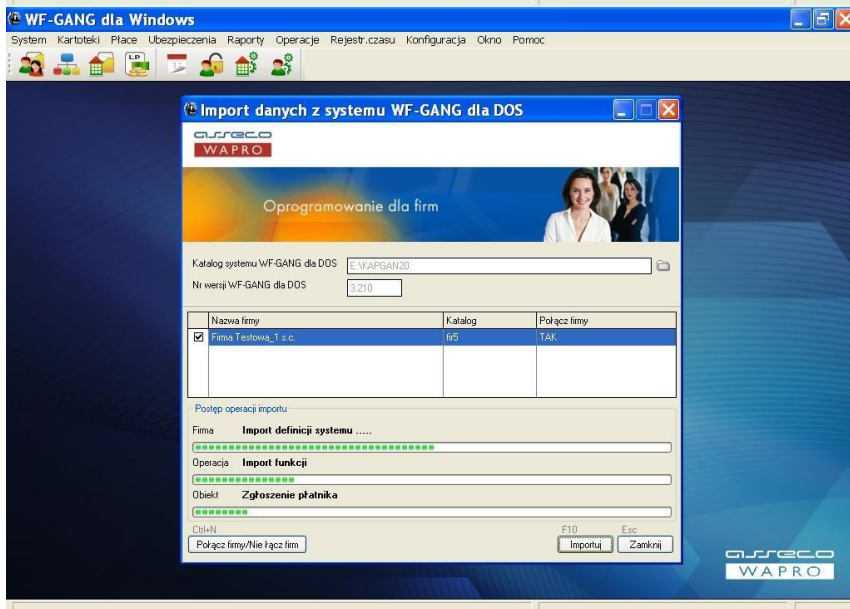 WF-GANG dla Windows
System Kartoteki Płace Ubezpieczenia Raporty Operacje Rejestr.czasu Konfiguracja Okno Pomoc
LP
Import danych z systemu WF-GANG dla DOS
asseco
WAPRO
Oprogramowanie dla firm
Katalog systemu WF-GANG dla DOS E:\KAPGAN20
Nr wersji WF-GANG dla DOS 3.210
Nazwa firmy Katalog Połącz firmy
Firma Testowa_1 s.c. fir5 TAK
Postęp operacji importu
Firma Import definicji systemu .....
Operacja Import funkcji
Obiekt Zgłoszenie płatnika
Ctrl+N F10 Esc
Połącz firmy/Nie łącz firm Importuj Zamknij
asseco
WAPRO